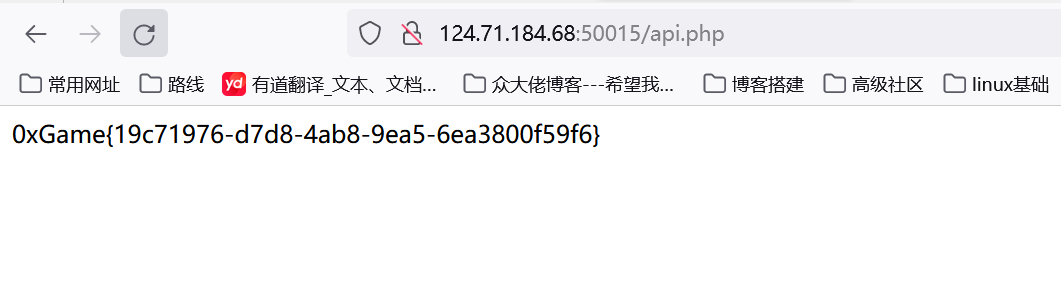 124.71.184.68:50015/api.php
常用网址 路线 yd 有道翻译_文本、文档... 众大佬博客---希望我... 博客搭建 高级社区 linux基础
0xGame{19c71976-d7d8-4ab8-9ea5-6ea3800f59f6}